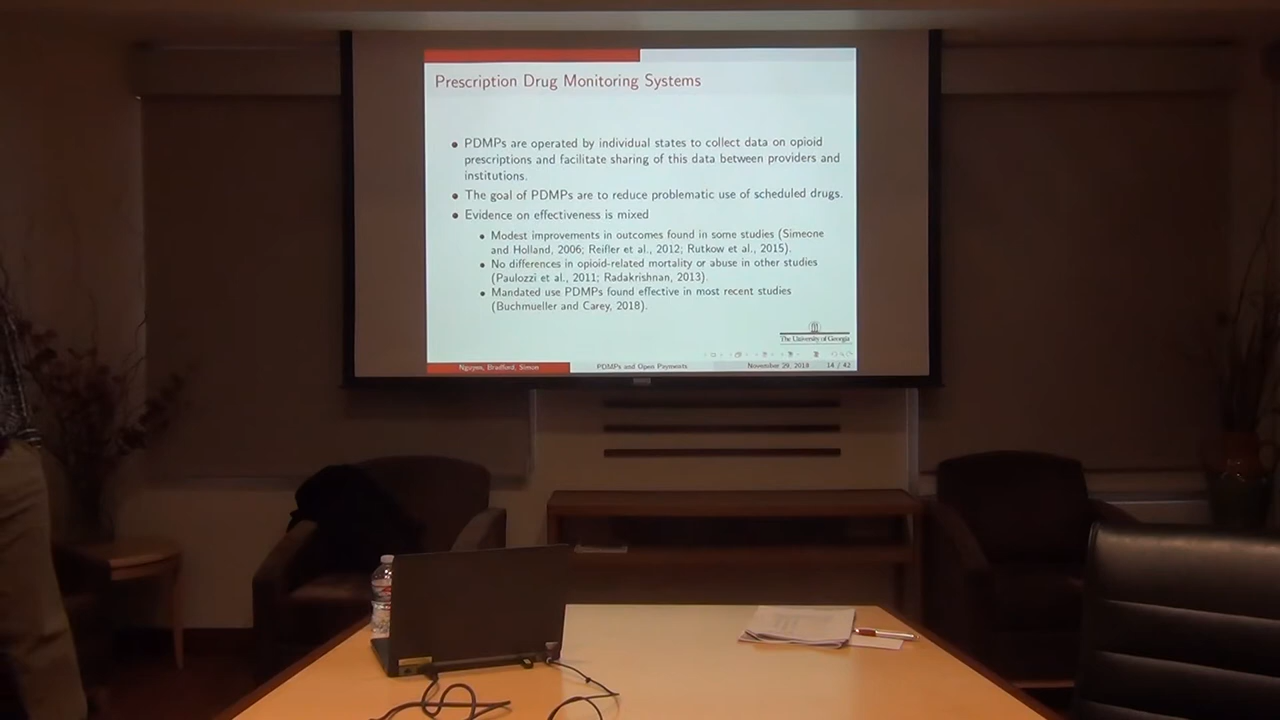 Prescription Drug Monitoring Systems
PDMPs are operated by individual states to collect data on opioid
prescriptions and facilitate sharing of this data between providers and
institutions.
The goal of PDMPs are to reduce problematic use of scheduled drugs.
Evidence on effectiveness is mixed
Modest improvements in outcomes found in some studies (Simeone
and Holland, 2006; Reifler et al., 2012; Rutkow et al., 2015).
No differences in opioid-related mortality or abuse in other studies
(Paulozzi et al., 2011; Radakrishnan, 2013).
Mandated use PDMPs found effective in most recent studies
(Buchmueller and Carey, 2018).
The University of Georgia
Nguyen, Bradford, Simon PDMPs and Open Payments November 29, 2018 14 / 42